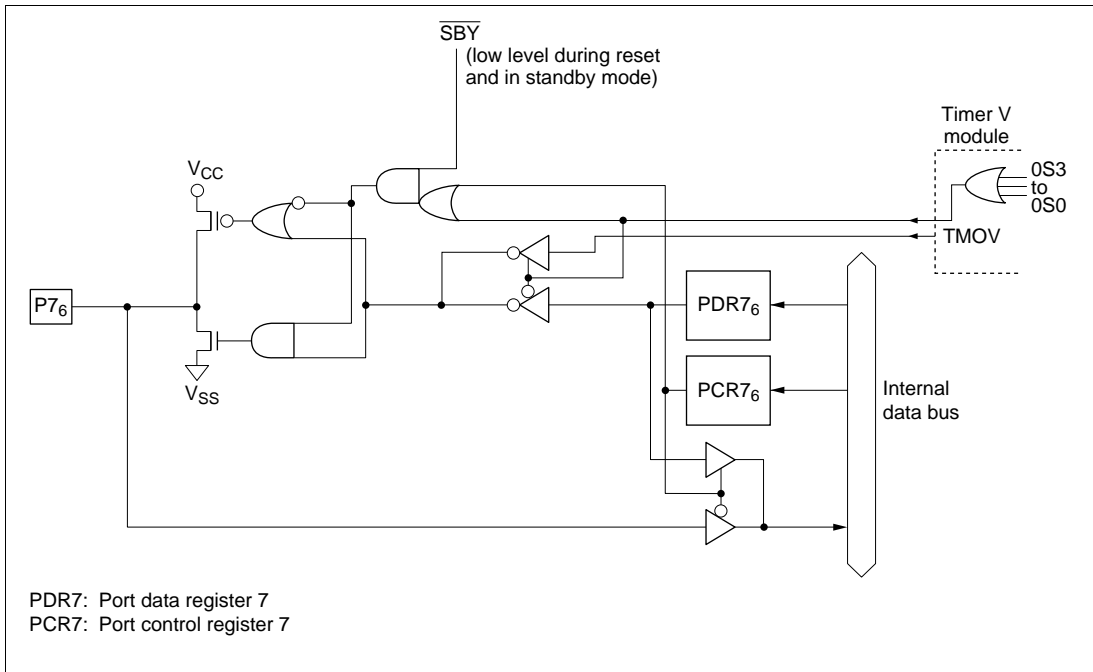 SBY
(low level during reset
and in standby mode)
Timer V
module
VCC
0S3
to
0S0
TMOV
P76
PDR76
VSS
PCR76
Internal
data bus
PDR7: Port data register 7
PCR7: Port control register 7